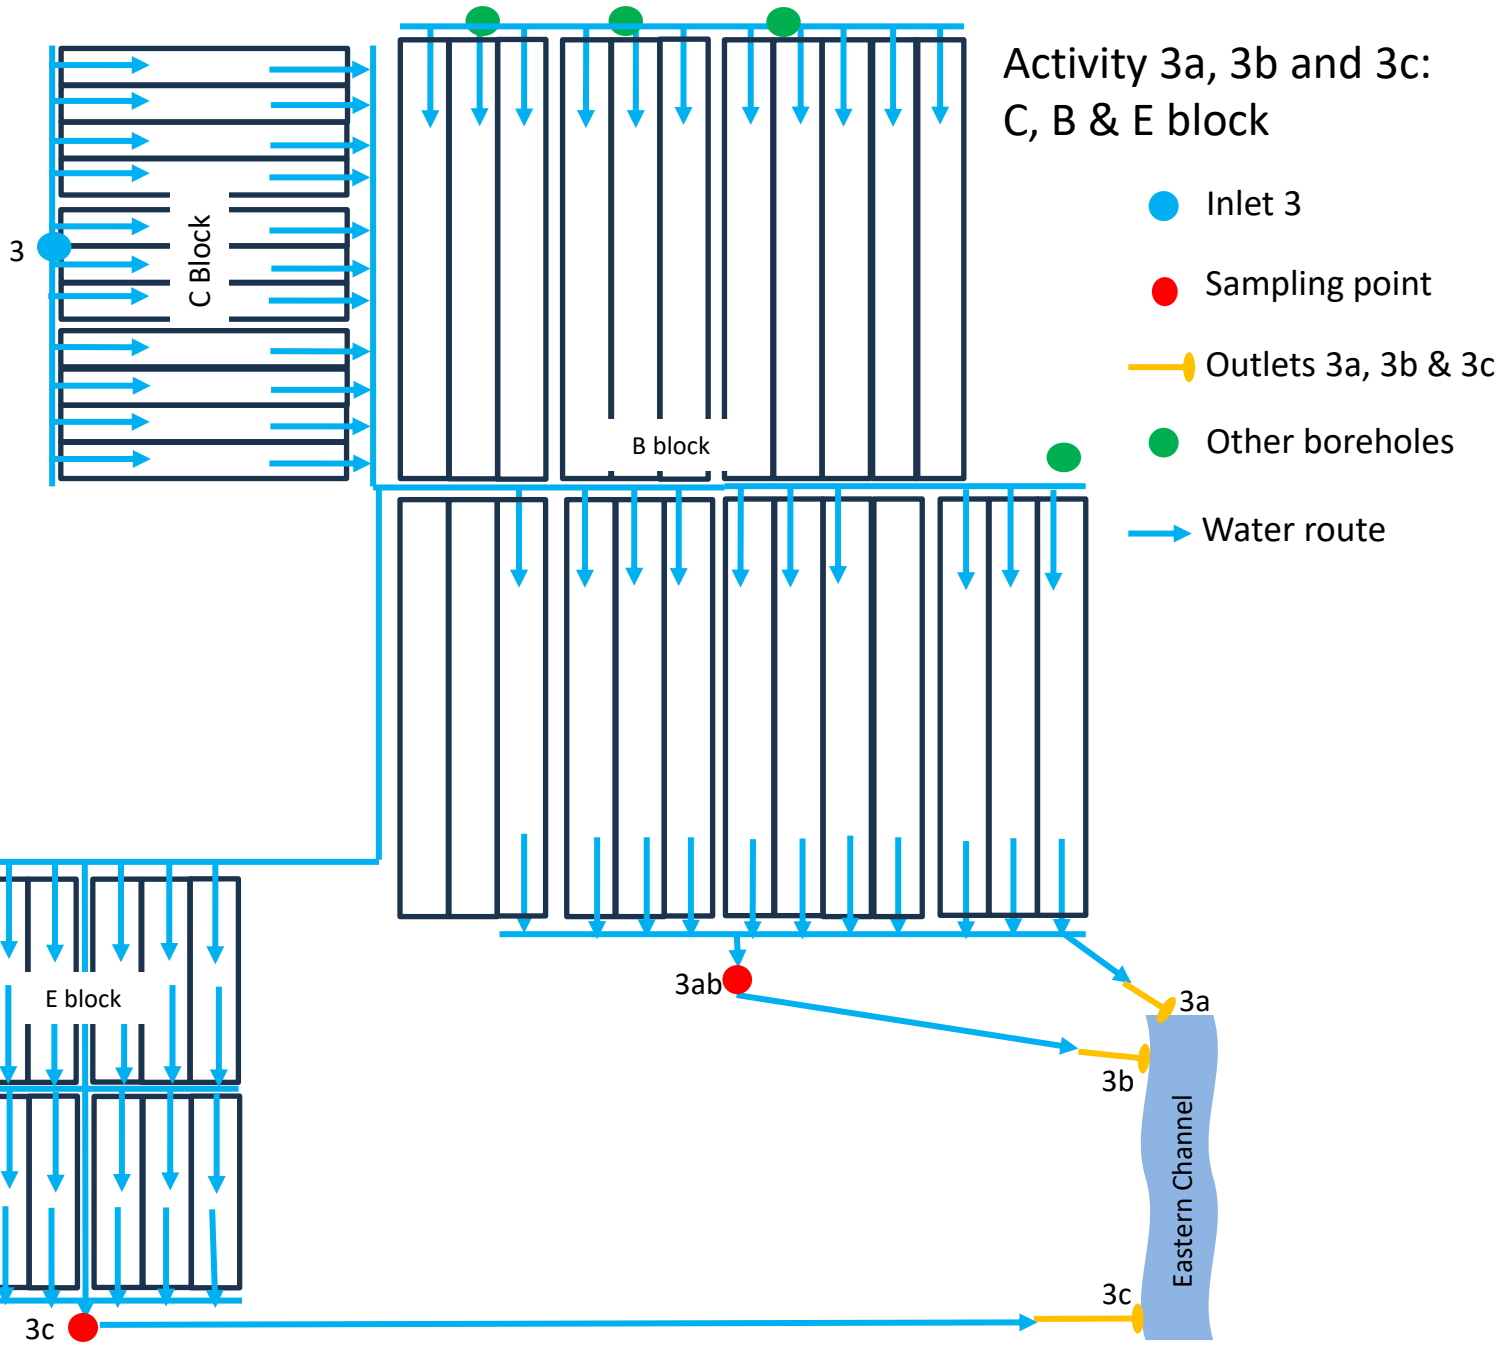 Activity 3a, 3b and 3c:
C, B & E block
Inlet 3
Sampling point
Outlets 3a, 3b & 3c
Other boreholes
Water route
3
C Block
B block
E block
3ab
3a
3b
Eastern Channel
3c
3c